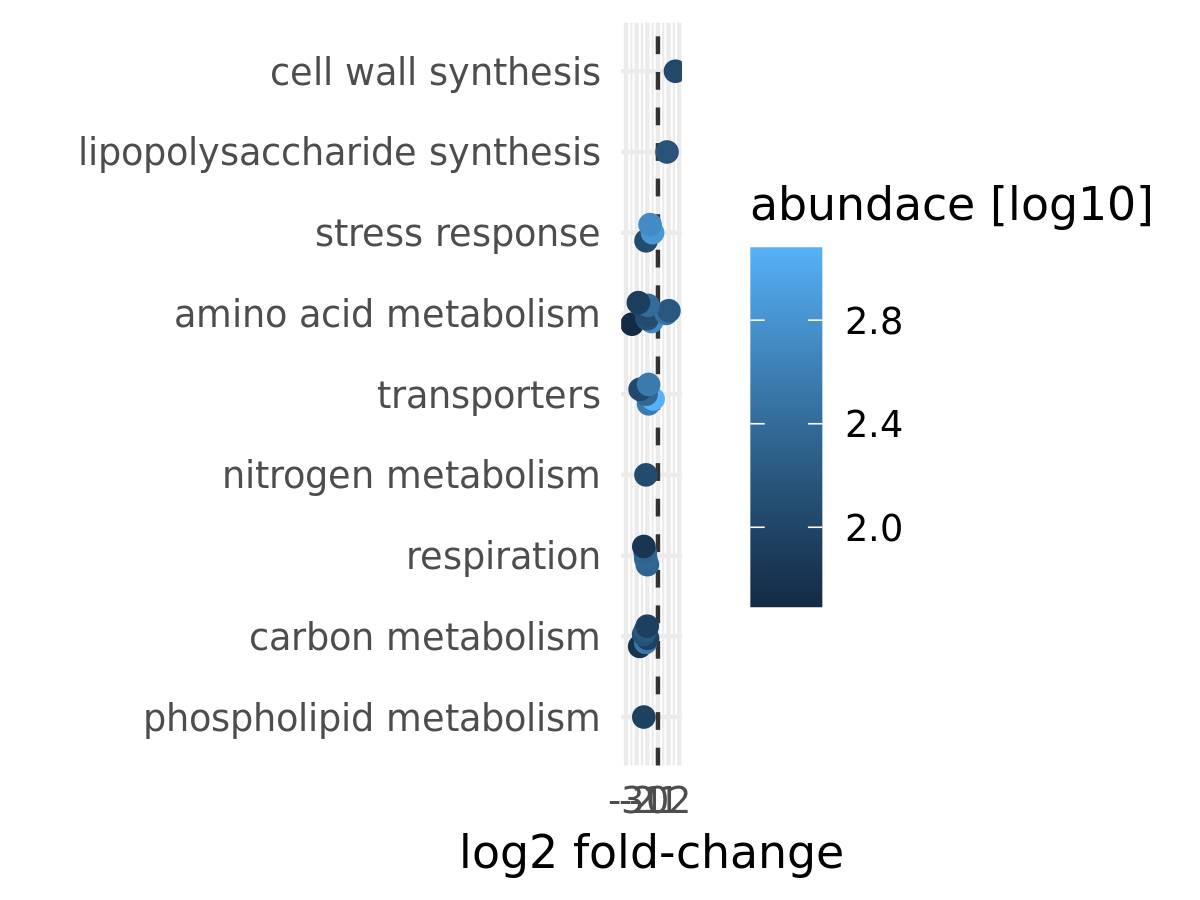 cell wall synthesis
lipopolysaccharide synthesis
stress response
amino acid metabolism
transporters
nitrogen metabolism
respiration
carbon metabolism
phospholipid metabolism
log2 fold-change
abundace [log10]
2.8
2.4
2.0